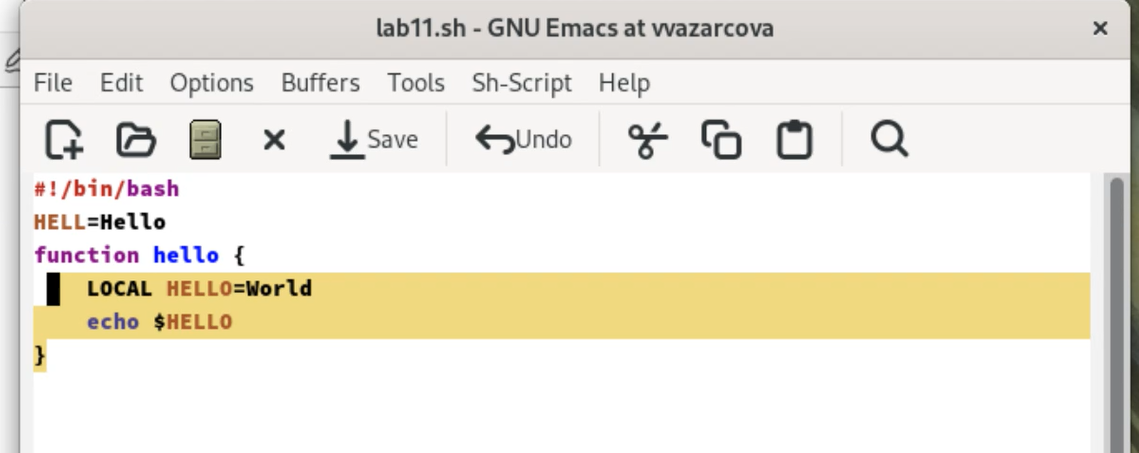 lab11.sh - GNU Emacs at vvazarcova
File Edit Options Buffers Tools Sh-Script Help
Save Undo
#!/bin/bash
HELL=Hello
function hello {
    LOCAL HELLO=World
    echo $HELLO
}